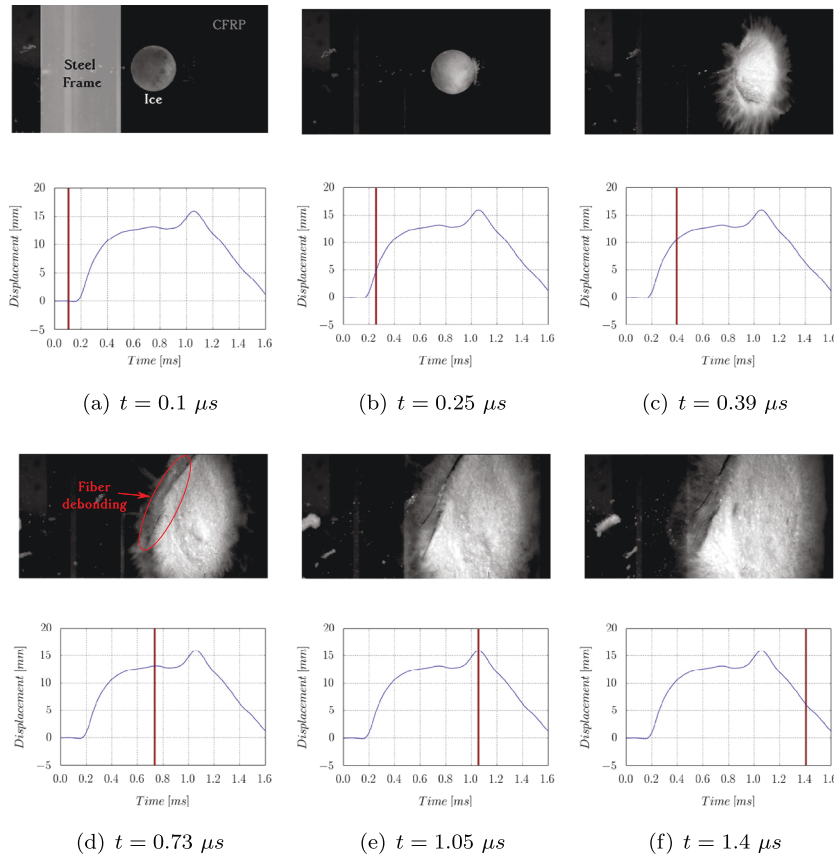 CFRP
Steel
Frame
Ice
20
15
10
5
0
−5
Displacement [mm]
0.0 0.2 0.4 0.6 0.8 1.0 1.2 1.4 1.6
Time [ms]
20
15
10
5
0
−5
Displacement [mm]
0.0 0.2 0.4 0.6 0.8 1.0 1.2 1.4 1.6
Time [ms]
20
15
10
5
0
−5
Displacement [mm]
0.0 0.2 0.4 0.6 0.8 1.0 1.2 1.4 1.6
Time [ms]
(a) t = 0.1 μs
(b) t = 0.25 μs
(c) t = 0.39 μs
Fiber
debonding
20
15
10
5
0
−5
Displacement [mm]
0.0 0.2 0.4 0.6 0.8 1.0 1.2 1.4 1.6
Time [ms]
20
15
10
5
0
−5
Displacement [mm]
0.0 0.2 0.4 0.6 0.8 1.0 1.2 1.4 1.6
Time [ms]
20
15
10
5
0
−5
Displacement [mm]
0.0 0.2 0.4 0.6 0.8 1.0 1.2 1.4 1.6
Time [ms]
(d) t = 0.73 μs
(e) t = 1.05 μs
(f) t = 1.4 μs